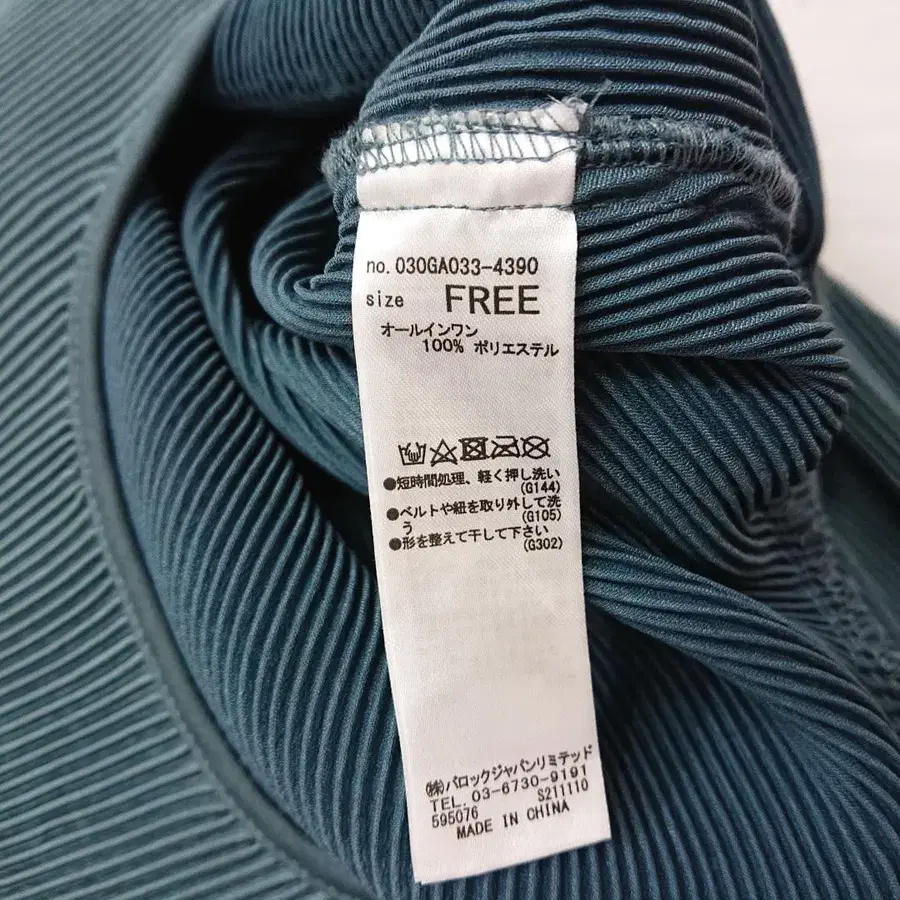 no.030GA033-4390
size FREE
オールインワン
100% ポリエステル
●短時間処理、軽く押し洗い
(G144)
●ベルトや紐を取り外して洗
う (G105)
●形を整えて干して下さい
(G302)
㈱バロックジャパンリミテッド
TEL.03-6730-9191
595076 S211110
MADE IN CHINA